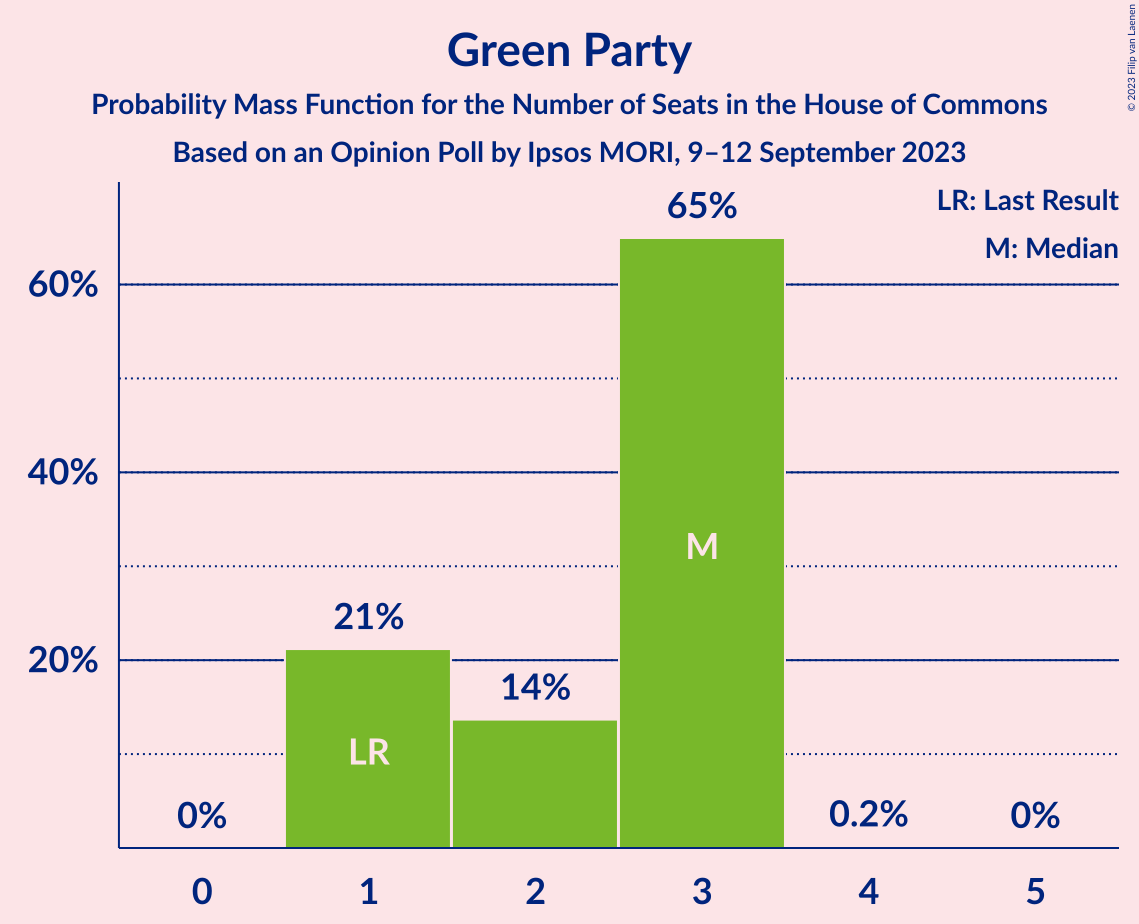 Green Party
Probability Mass Function for the Number of Seats in the House of Commons
Based on an Opinion Poll by Ipsos MORI, 9–12 September 2023
© 2023 Filip van Laenen
LR: Last Result
M: Median
65%
60%
40%
M
21%
20%
14%
LR
0%
0.2%
0%
0
1
2
3
4
5